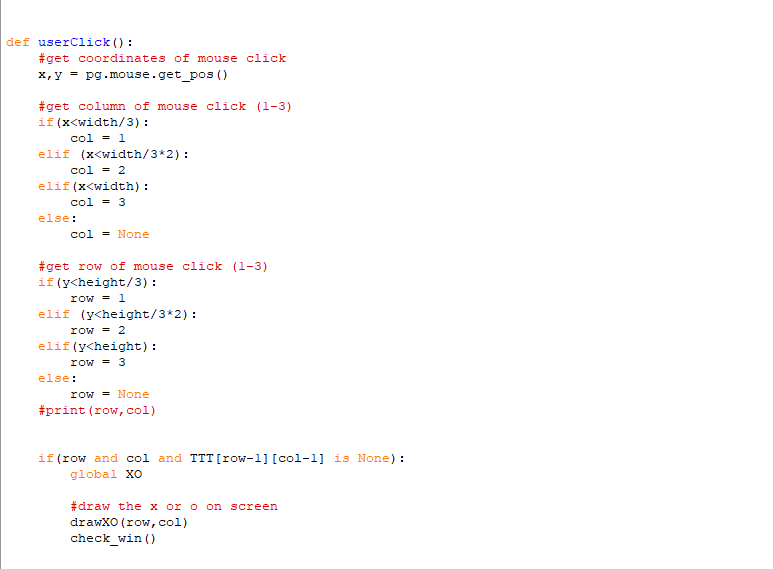 def userClick():
    #get coordinates of mouse click
    x,y = pg.mouse.get_pos()

    #get column of mouse click (1-3)
    if(x<width/3):
        col = 1
    elif (x<width/3*2):
        col = 2
    elif(x<width):
        col = 3
    else:
        col = None

    #get row of mouse click (1-3)
    if(y<height/3):
        row = 1
    elif (y<height/3*2):
        row = 2
    elif(y<height):
        row = 3
    else:
        row = None
    #print(row,col)


    if(row and col and TTT[row-1][col-1] is None):
        global XO

        #draw the x or o on screen
        drawXO(row,col)
        check_win()